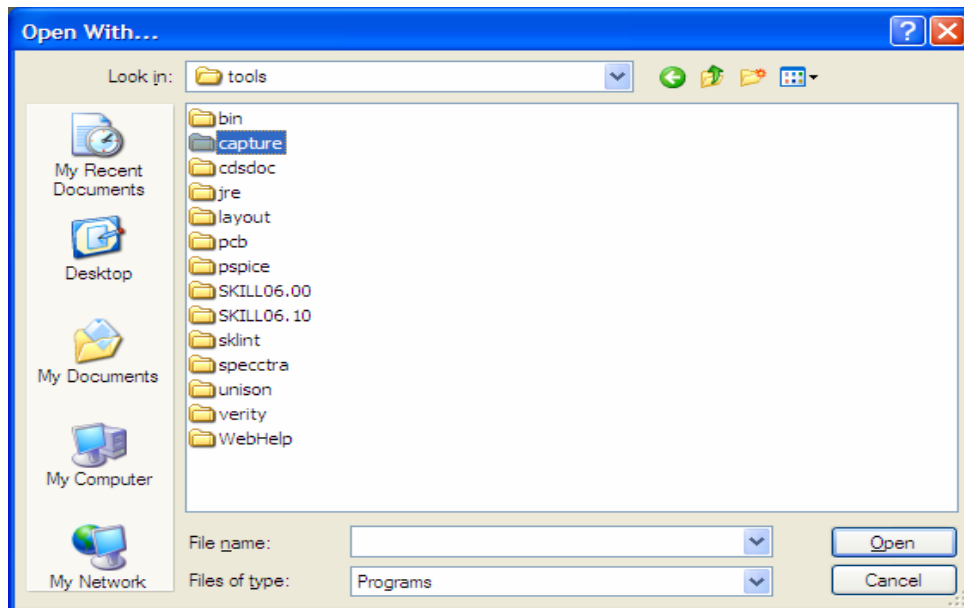 Open With...
Look in:
tools
My Recent
Documents
Desktop
My Documents
My Computer
My Network
bin
capture
cdsdoc
jre
layout
pcb
pspice
SKILL06.00
SKILL06.10
sklint
specctra
unison
verity
WebHelp
File name:
Open
Files of type:
Programs
Cancel